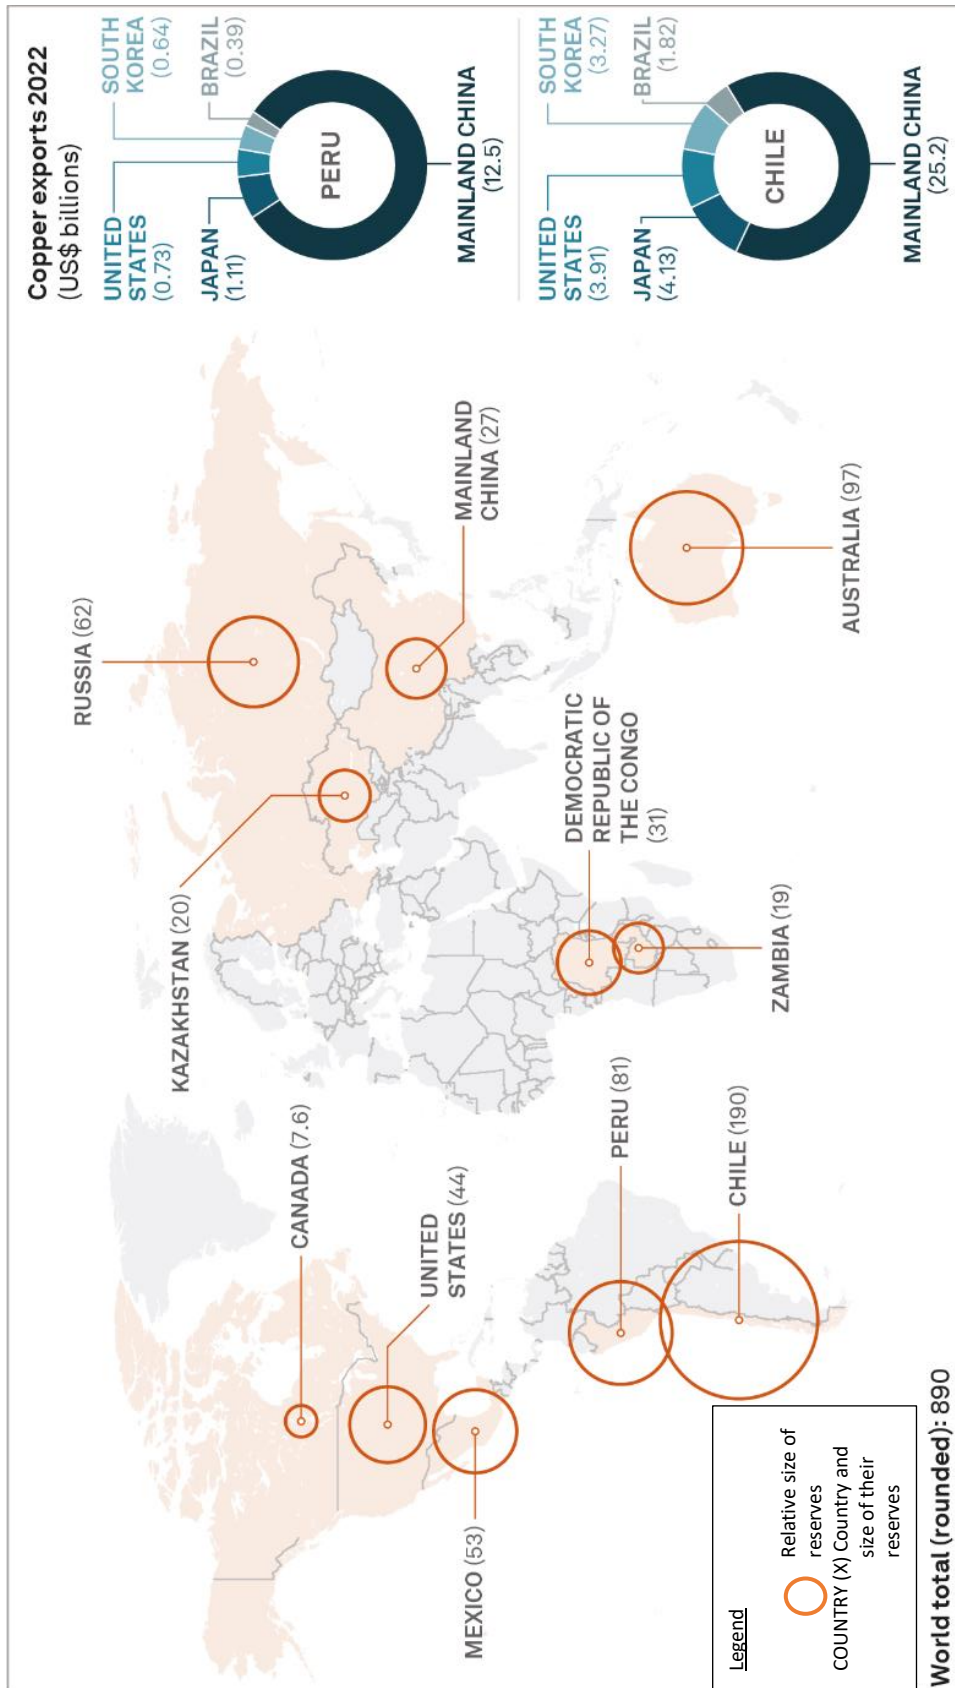 Copper exports 2022
(US$ billions)
UNITED
STATES
(0.73)
SOUTH
KOREA
(0.64)
JAPAN
(1.11)
BRAZIL
(0.39)
PERU
MAINLAND CHINA
(12.5)
UNITED
STATES
(3.91)
SOUTH
KOREA
(3.27)
JAPAN
(4.13)
BRAZIL
(1.82)
CHILE
MAINLAND CHINA
(25.2)
RUSSIA (62)
KAZAKHSTAN (20)
CANADA (7.6)
UNITED
STATES (44)
MEXICO (53)
MAINLAND
CHINA (27)
DEMOCRATIC
REPUBLIC OF
THE CONGO
(31)
PERU (81)
ZAMBIA (19)
CHILE (190)
AUSTRALIA (97)
Legend
Relative size of
reserves
COUNTRY (X) Country and
size of their
reserves
World total (rounded): 890